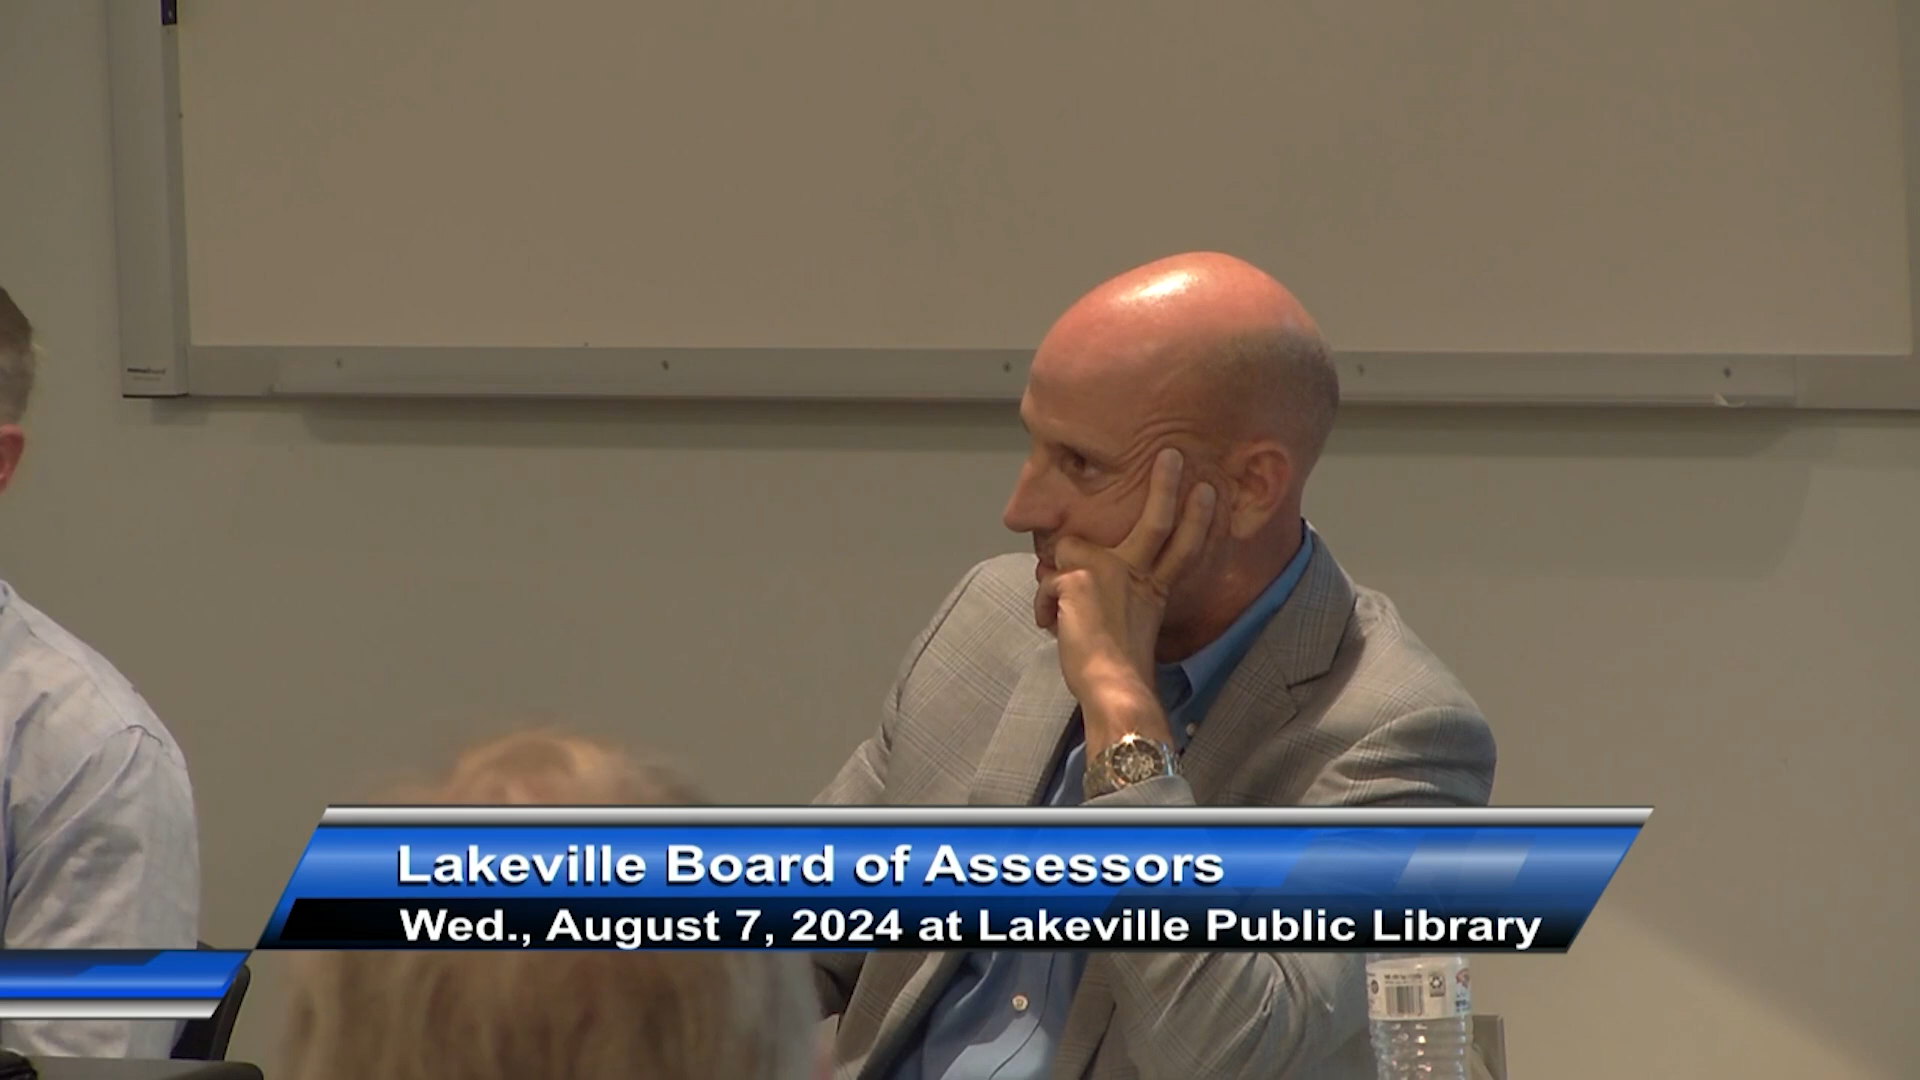 Lakeville Board of Assessors
Wed., August 7, 2024 at Lakeville Public Library